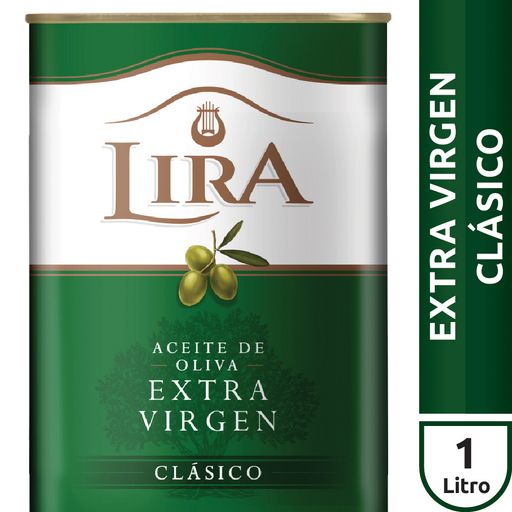 LIRA
ACEITE DE
OLIVA
EXTRA
VIRGEN
CLÁSICO
EXTRA VIRGEN
CLÁSICO
1
Litro